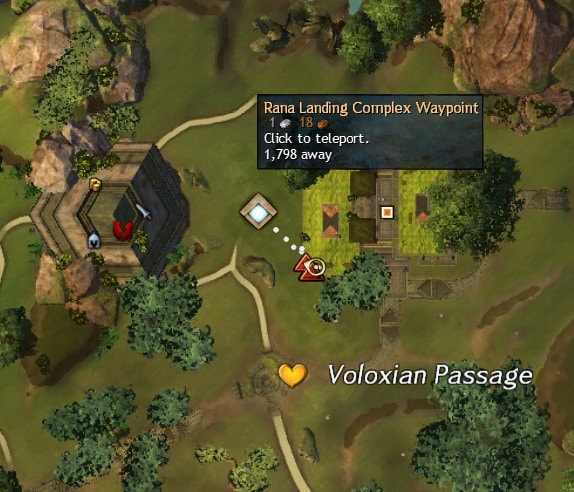 Rana Landing Complex Waypoint
1 18
Click to teleport.
1,798 away
Voloxian Passage